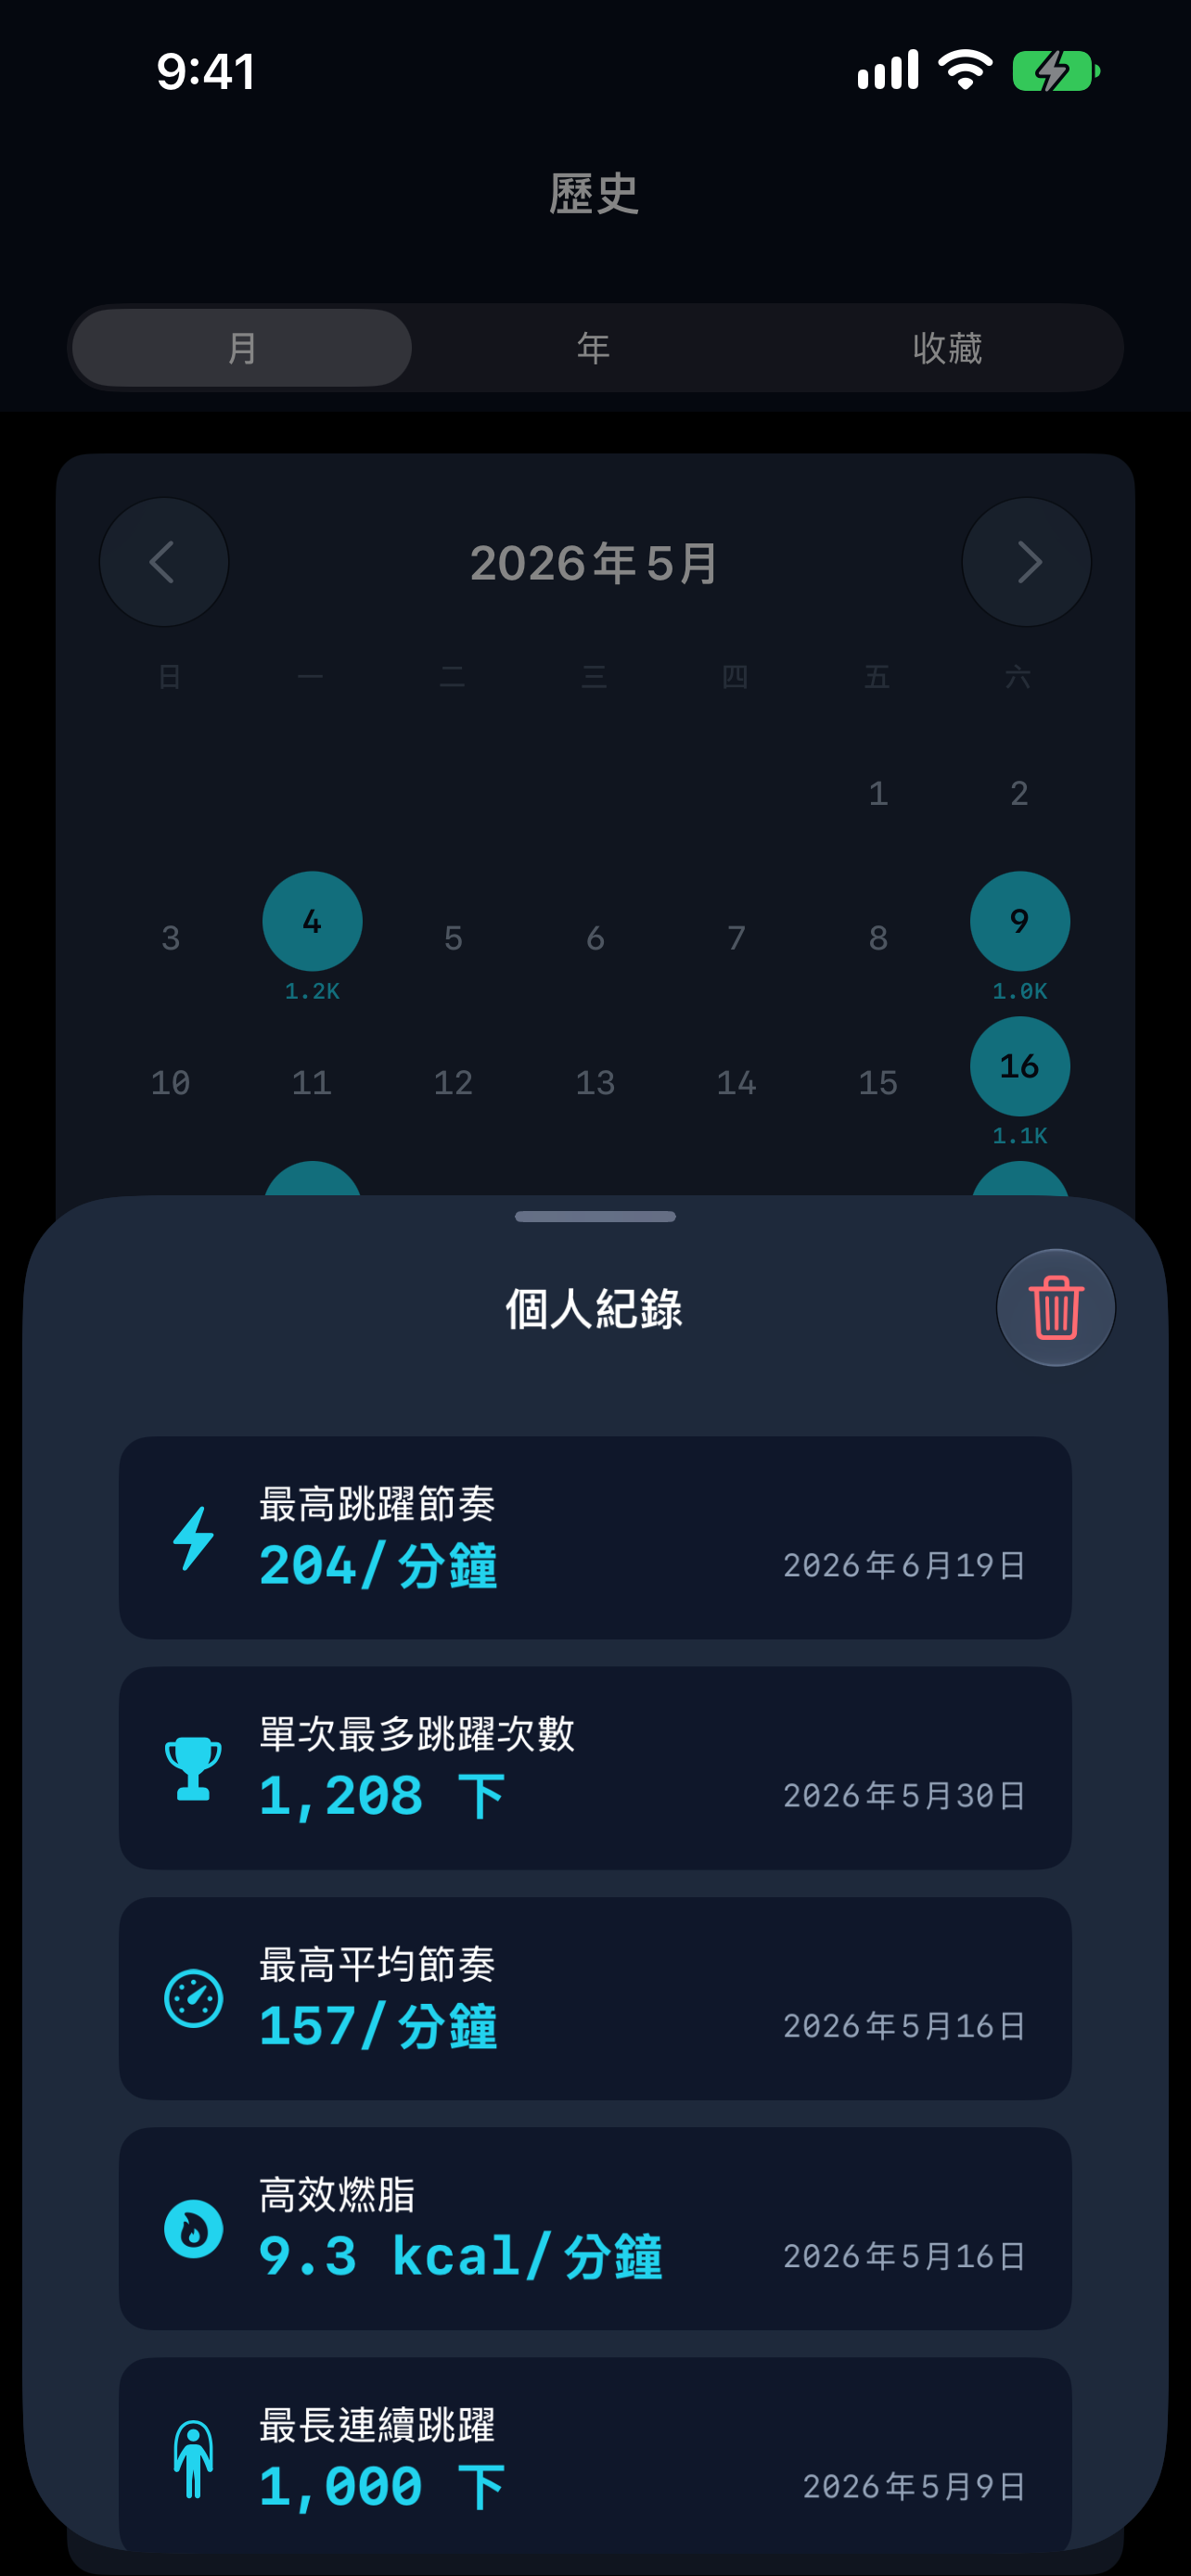 9:41
歷史
月 年 收藏
2026年5月
日 一 二 三 四 五 六
1 2
3 4 5 6 7 8 9
1.2K 1.0K
10 11 12 13 14 15 16
1.1K
個人紀錄
最高跳躍節奏
204/分鐘 2026年6月19日
單次最多跳躍次數
1,208 下 2026年5月30日
最高平均節奏
157/分鐘 2026年5月16日
高效燃脂
9.3 kcal/分鐘 2026年5月16日
最長連續跳躍
1,000 下 2026年5月9日